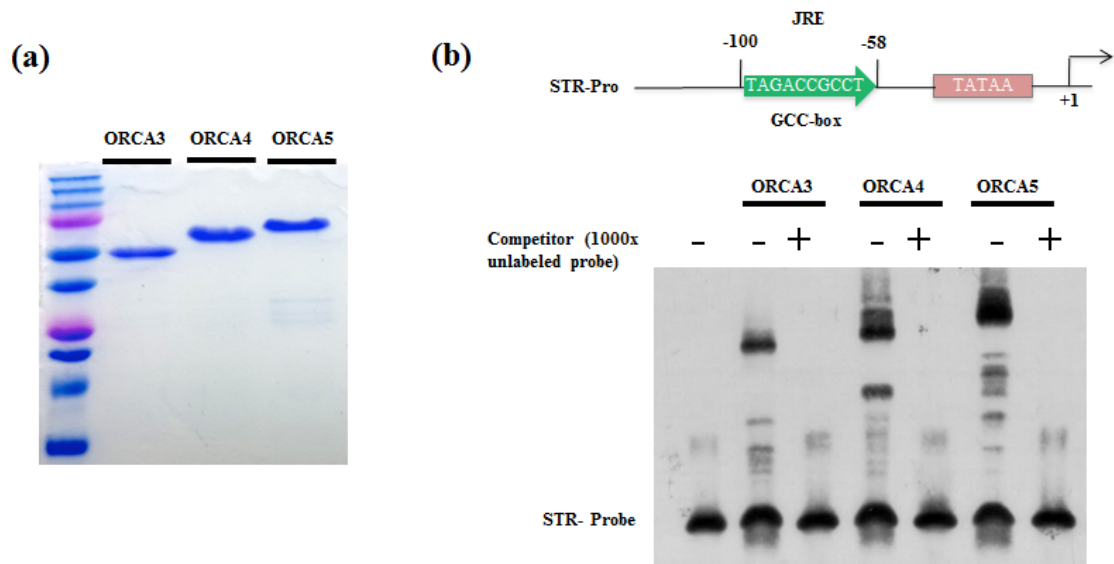 (a)
ORCA3 ORCA4 ORCA5
(b)
JRE
-100 -58
STR-Pro TAGACCGCCT TATAA +1
GCC-box
ORCA3 ORCA4 ORCA5
Competitor (1000x - - + - + - +
unlabeled probe)
STR- Probe